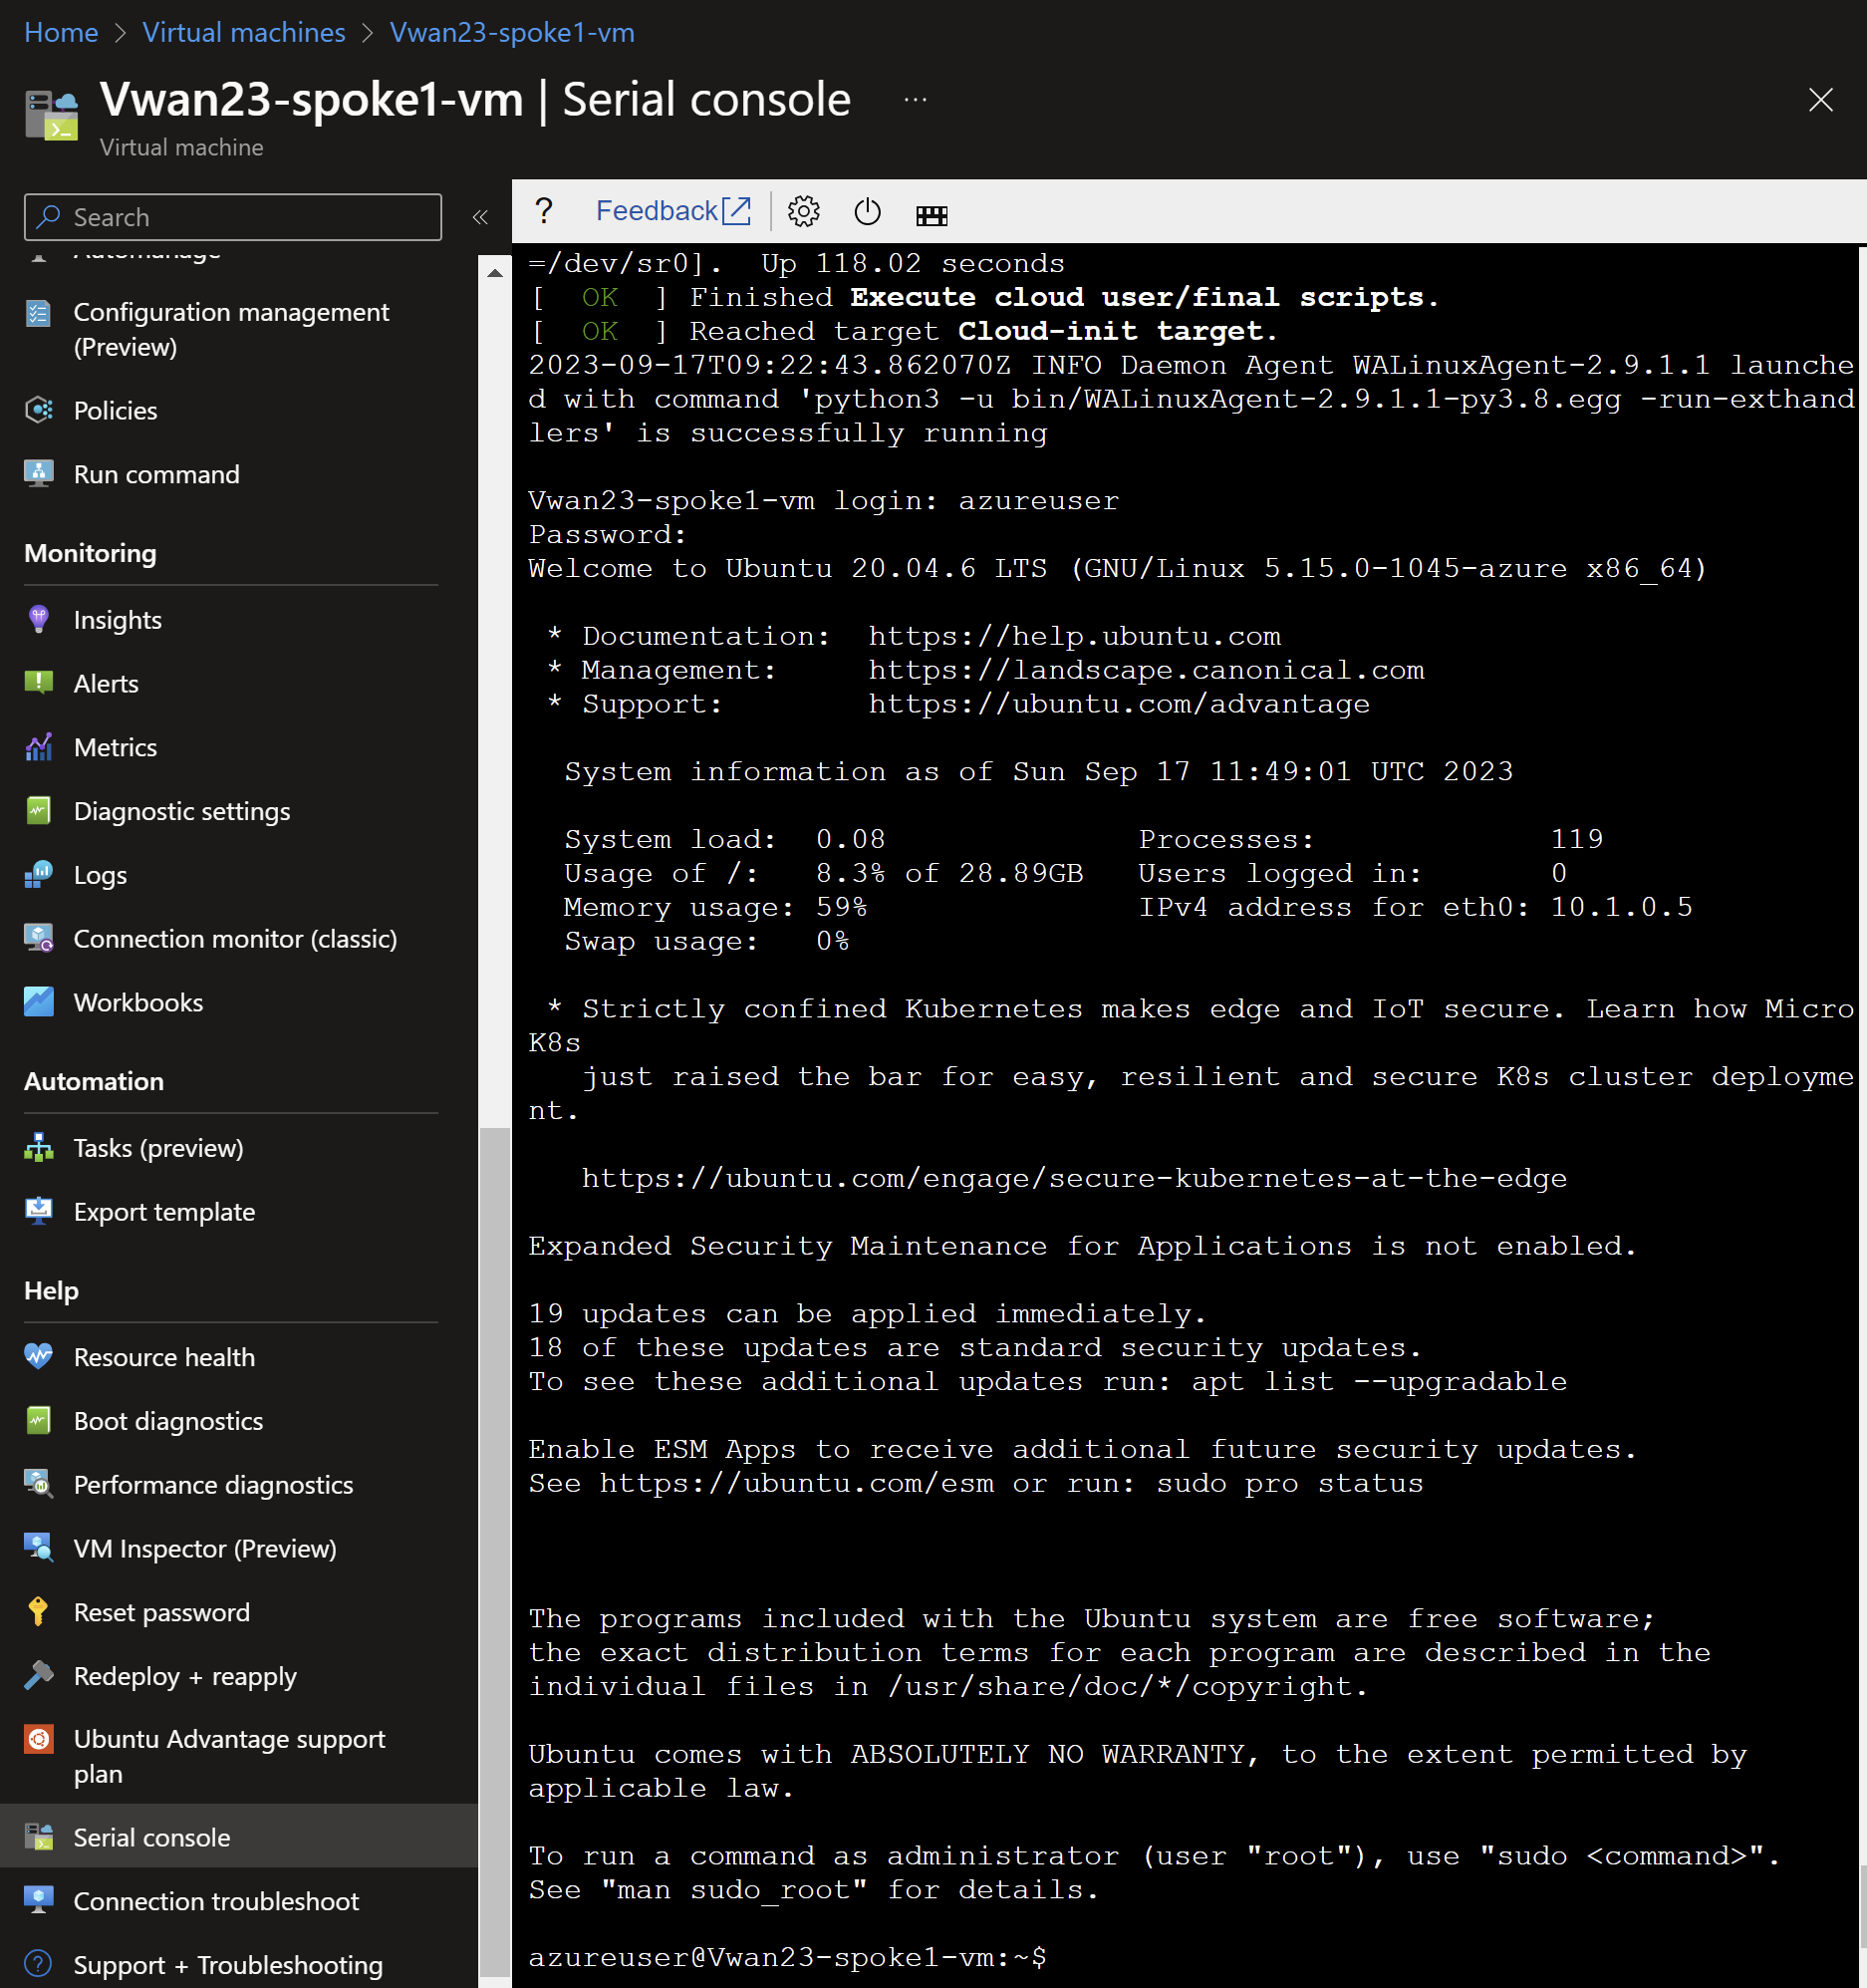 Home > Virtual machines > Vwan23-spoke1-vm
Vwan23-spoke1-vm | Serial console ...
Virtual machine
Search
«
Automanage
Configuration management
(Preview)
Policies
Run command
Monitoring
Insights
Alerts
Metrics
Diagnostic settings
Logs
Connection monitor (classic)
Workbooks
Automation
Tasks (preview)
Export template
Help
Resource health
Boot diagnostics
Performance diagnostics
VM Inspector (Preview)
Reset password
Redeploy + reapply
Ubuntu Advantage support
plan
Serial console
Connection troubleshoot
Support + Troubleshooting
? Feedback
=/dev/sr0].  Up 118.02 seconds
[  OK  ] Finished Execute cloud user/final scripts.
[  OK  ] Reached target Cloud-init target.
2023-09-17T09:22:43.862070Z INFO Daemon Agent WALinuxAgent-2.9.1.1 launche
d with command 'python3 -u bin/WALinuxAgent-2.9.1.1-py3.8.egg -run-exthand
lers' is successfully running
Vwan23-spoke1-vm login: azureuser
Password:
Welcome to Ubuntu 20.04.6 LTS (GNU/Linux 5.15.0-1045-azure x86_64)
* Documentation:  https://help.ubuntu.com
* Management:     https://landscape.canonical.com
* Support:        https://ubuntu.com/advantage
System information as of Sun Sep 17 11:49:01 UTC 2023
System load:  0.08              Processes:             119
Usage of /:   8.3% of 28.89GB   Users logged in:       0
Memory usage: 59%               IPv4 address for eth0: 10.1.0.5
Swap usage:   0%
* Strictly confined Kubernetes makes edge and IoT secure. Learn how Micro
K8s
just raised the bar for easy, resilient and secure K8s cluster deployme
nt.
https://ubuntu.com/engage/secure-kubernetes-at-the-edge
Expanded Security Maintenance for Applications is not enabled.
19 updates can be applied immediately.
18 of these updates are standard security updates.
To see these additional updates run: apt list --upgradable
Enable ESM Apps to receive additional future security updates.
See https://ubuntu.com/esm or run: sudo pro status
The programs included with the Ubuntu system are free software;
the exact distribution terms for each program are described in the
individual files in /usr/share/doc/*/copyright.
Ubuntu comes with ABSOLUTELY NO WARRANTY, to the extent permitted by
applicable law.
To run a command as administrator (user "root"), use "sudo <command>".
See "man sudo_root" for details.
azureuser@Vwan23-spoke1-vm:~$